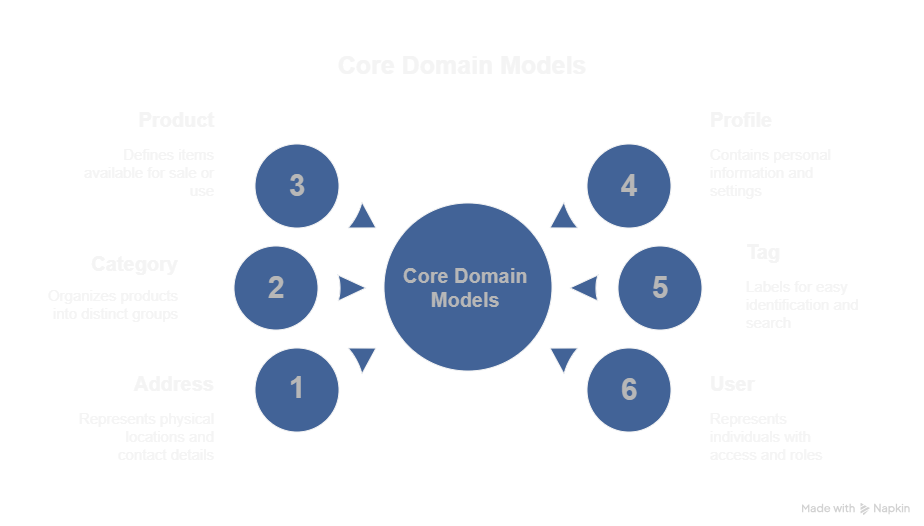 Core Domain Models
Product
Defines items
available for sale or
use
3
Category
Organizes products
into distinct groups
2
Address
Represents physical
locations and
contact details
1
Core Domain
Models
Profile
Contains personal
information and
settings
4
Tag
Labels for easy
identification and
search
5
User
Represents
individuals with
access and roles
6
Made with Napkin